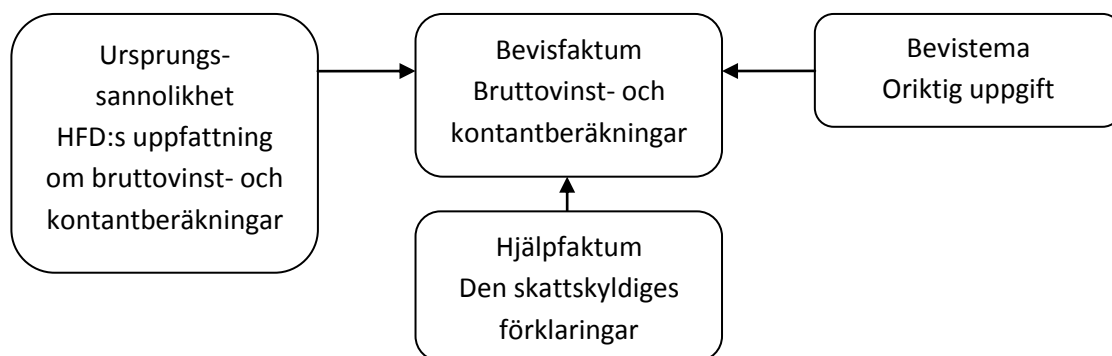 Ursprungs-
sannolikhet
HFD:s uppfattning
om bruttovinst- och
kontantberäkningar
Bevisfaktum
Bruttovinst- och
kontantberäkningar
Bevistema
Oriktig uppgift
Hjälpfaktum
Den skattskyldiges
förklaringar